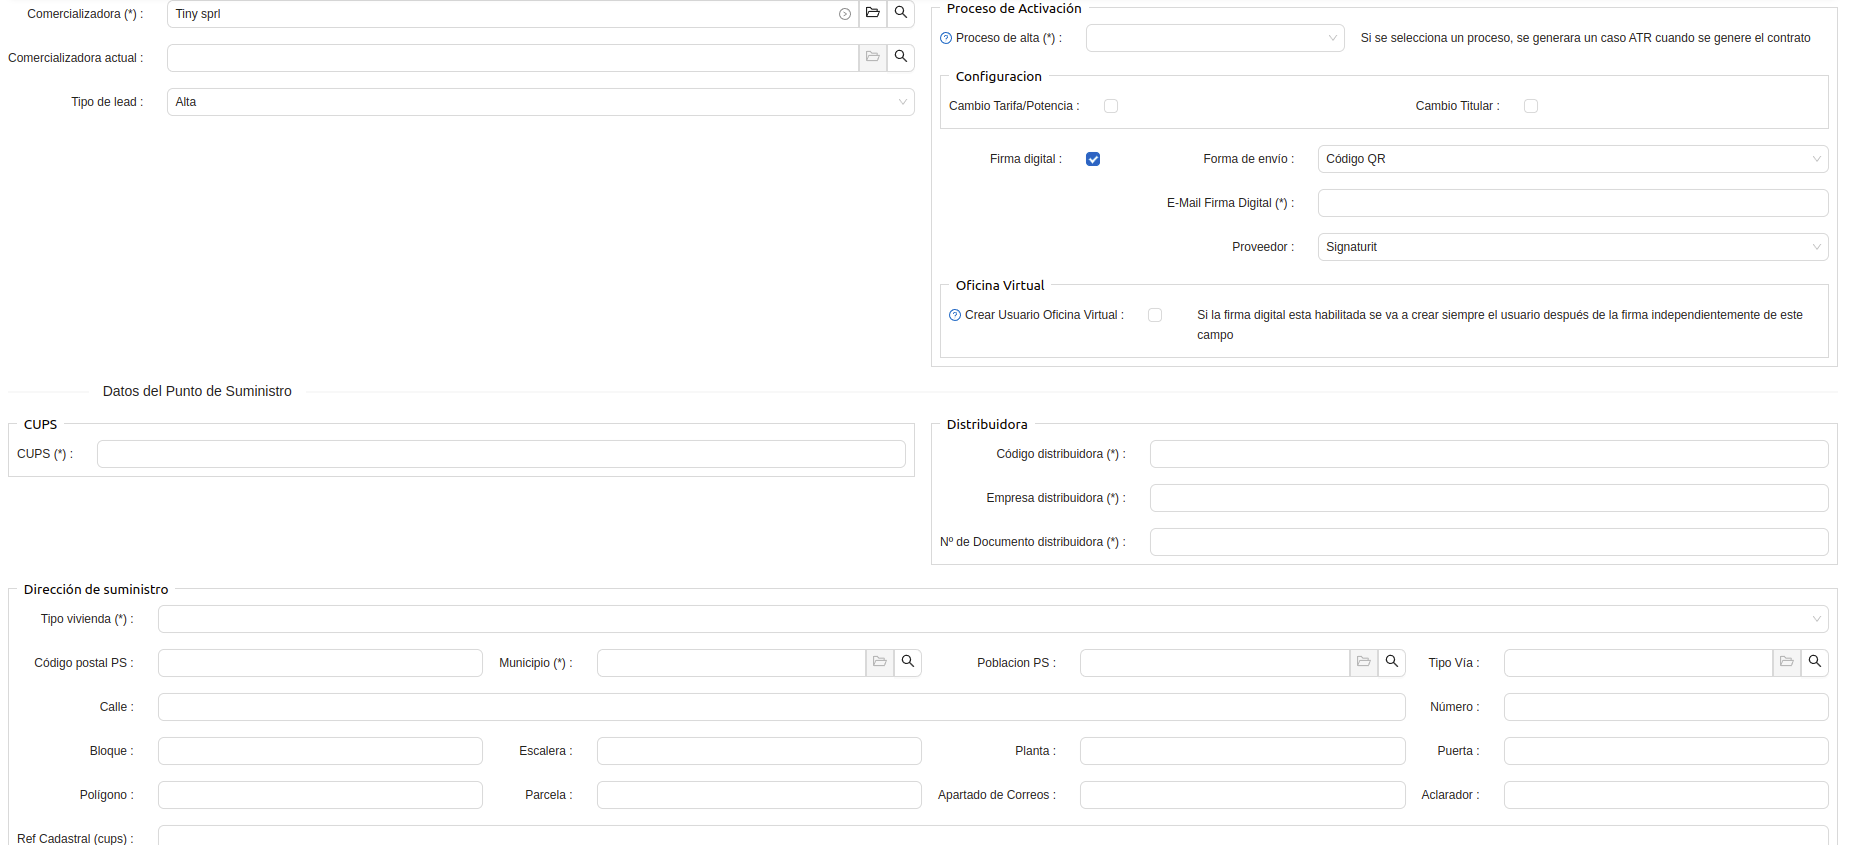 Comercializadora (*) : Tiny sprl
Comercializadora actual :
Tipo de lead : Alta
Proceso de Activación
Proceso de alta (*) : Si se selecciona un proceso, se generara un caso ATR cuando se genere el contrato
Configuracion
Cambio Tarifa/Potencia : Cambio Titular :
Firma digital : Forma de envío : Código QR
E-Mail Firma Digital (*) :
Proveedor : Signaturit
Oficina Virtual
Crear Usuario Oficina Virtual : Si la firma digital esta habilitada se va a crear siempre el usuario después de la firma independientemente de este
campo
Datos del Punto de Suministro
CUPS
CUPS (*) :
Distribuidora
Código distribuidora (*) :
Empresa distribuidora (*) :
Nº de Documento distribuidora (*) :
Dirección de suministro
Tipo vivienda (*) :
Código postal PS : Municipio (*) : Poblacion PS : Tipo Vía :
Calle : Número :
Bloque : Escalera : Planta : Puerta :
Polígono : Parcela : Apartado de Correos : Aclarador :
Ref Cadastral (cups) :